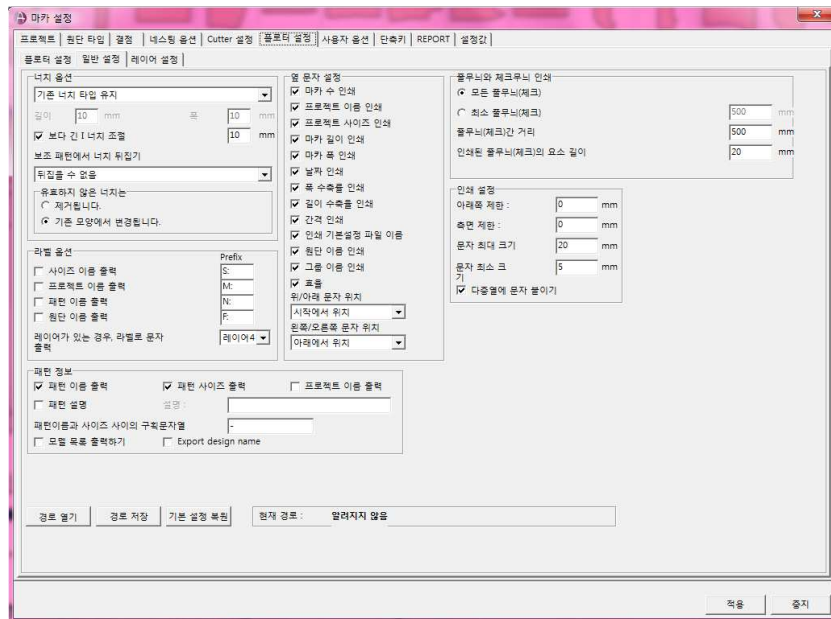 마카 설정
프로젝트 원단 타입 결점 네스팅 옵션 Cutter 설정 플로터 설정 사용자 옵션 단축키 REPORT 설정값
플로터 설정 일반 설정 레이어 설정
너치 옵션
기존 너치 타입 유지
길이 10 mm 폭 10 mm
보다 긴 I 너치 조절 10 mm
보조 패턴에서 너치 뒤집기
뒤집을 수 없음
유효하지 않은 너치는
제거됩니다.
기존 모양에서 변경됩니다.
라벨 옵션
Prefix
사이즈 이름 출력 S:
프로젝트 이름 출력 M:
패턴 이름 출력 N:
원단 이름 출력 F:
레이어가 있는 경우, 라벨로 문자 출력 레이어4
옆 문자 설정
마카 수 인쇄
프로젝트 이름 인쇄
프로젝트 사이즈 인쇄
마카 길이 인쇄
마카 폭 인쇄
날짜 인쇄
폭 수축률 인쇄
길이 수축율 인쇄
간격 인쇄
인쇄 기본설정 파일 이름
원단 이름 인쇄
그룹 이름 인쇄
효율
위/아래 문자 위치
시작에서 위치
왼쪽/오른쪽 문자 위치
아래에서 위치
줄무늬와 체크무늬 인쇄
모든 줄무늬(체크)
최소 줄무늬(체크) 500 mm
줄무늬(체크)간 거리 500 mm
인쇄된 줄무늬(체크)의 요소 길이 20 mm
인쇄 설정
아래쪽 제한 : 0 mm
측면 제한 : 0 mm
문자 최대 크기 20 mm
문자 최소 크기 5 mm
다중열에 문자 붙이기
패턴 정보
패턴 이름 출력 패턴 사이즈 출력 프로젝트 이름 출력
패턴 설명 설명 :
패턴이름과 사이즈 사이의 구획문자열 -
모델 목록 출력하기 Export design name
경로 열기 경로 저장 기본 설정 복원 현재 경로 : 알려지지 않음
적용 중지